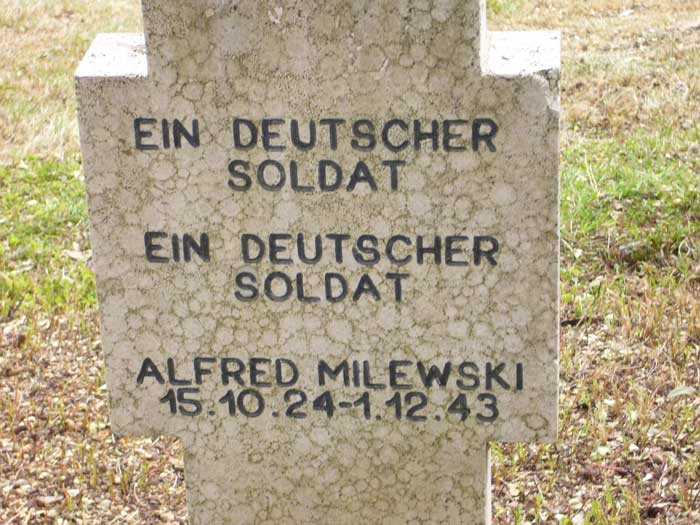 EIN DEUTSCHER
SOLDAT
EIN DEUTSCHER
SOLDAT
ALFRED MILEWSKI
15.10.24-1.12.43